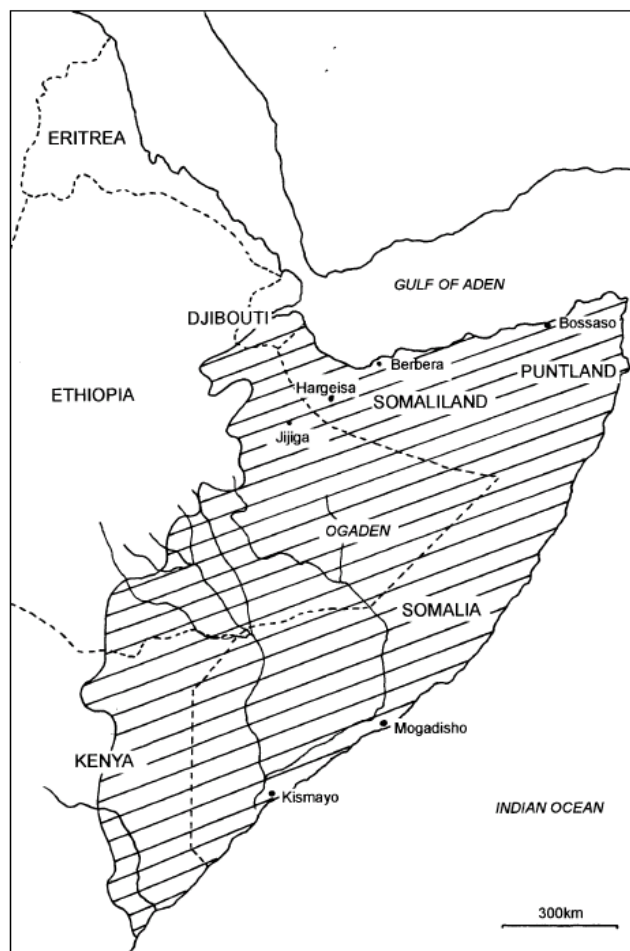 ERITREA
GULF OF ADEN
DJIBOUTI
Bossaso
Berbera
PUNTLAND
Hargeisa
ETHIOPIA
SOMALILAND
Jijiga
OGADEN
SOMALIA
Mogadisho
KENYA
Kismayo
INDIAN OCEAN
300km